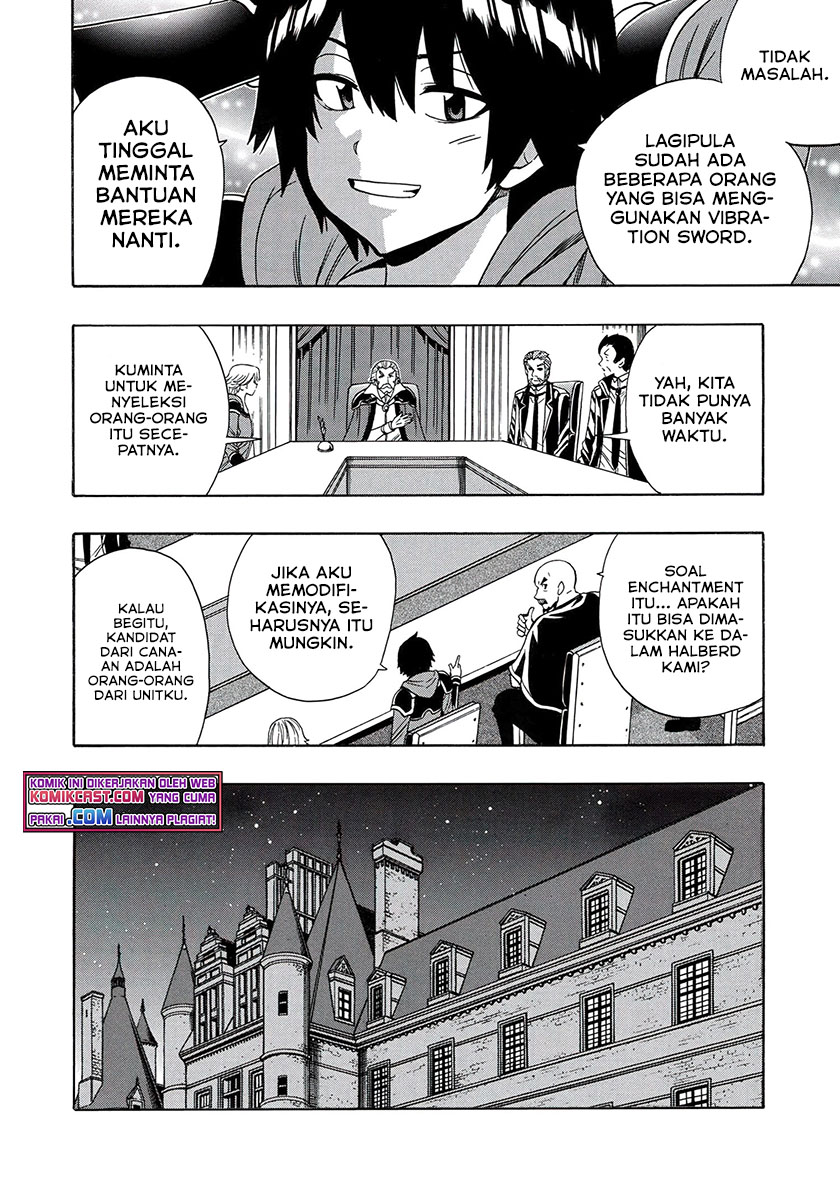 TIDAK
MASALAH.
LAGIPULA
SUDAH ADA
BEBERAPA ORANG
YANG BISA MENG-
GUNAKAN VIBRA-
TION SWORD.
AKU
TINGGAL
MEMINTA
BANTUAN
MEREKA
NANTI.
YAH, KITA
TIDAK PUNYA
BANYAK
WAKTU.
KUMINTA
UNTUK ME-
NYELEKSI
ORANG-ORANG
ITU SECE-
PATNYA.
SOAL
ENCHANTMENT
ITU... APAKAH
ITU BISA DIMA-
SUKKAN KE DA-
LAM HALBERD
KAMI?
JIKA AKU
MEMODIFI-
KASINYA, SE-
HARUSNYA ITU
MUNGKIN.
KALAU
BEGITU,
KANDIDAT
DARI CANA-
AN ADALAH
ORANG-ORANG
DARI UNITKU.
KOMIK INI DIKERJAKAN OLEH WEB
KOMIKCAST.COM YANG CUMA
PAKAI .COM LAINNYA PLAGIAT!